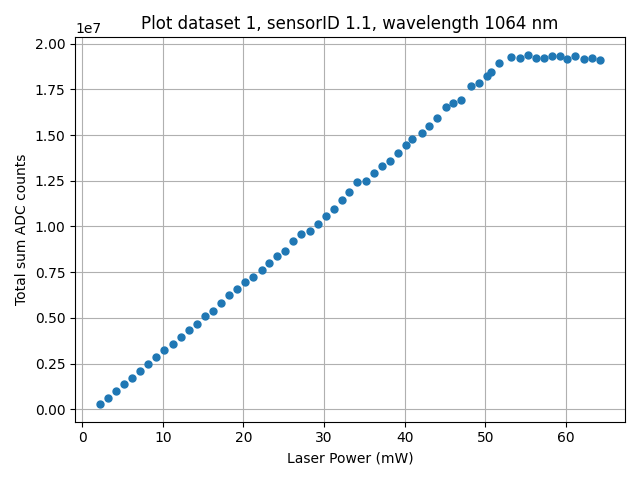 Plot dataset 1, sensorID 1.1, wavelength 1064 nm
1e7
2.00
1.75
1.50
1.25
1.00
0.75
0.50
0.25
0.00
Total sum ADC counts
0 10 20 30 40 50 60
Laser Power (mW)